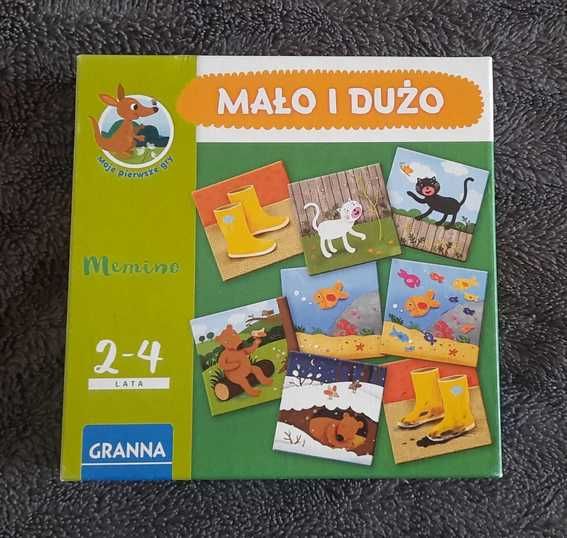 MAŁO I DUŻO
Moje pierwsze gry
Memino
2-4
LATA
GRANNA